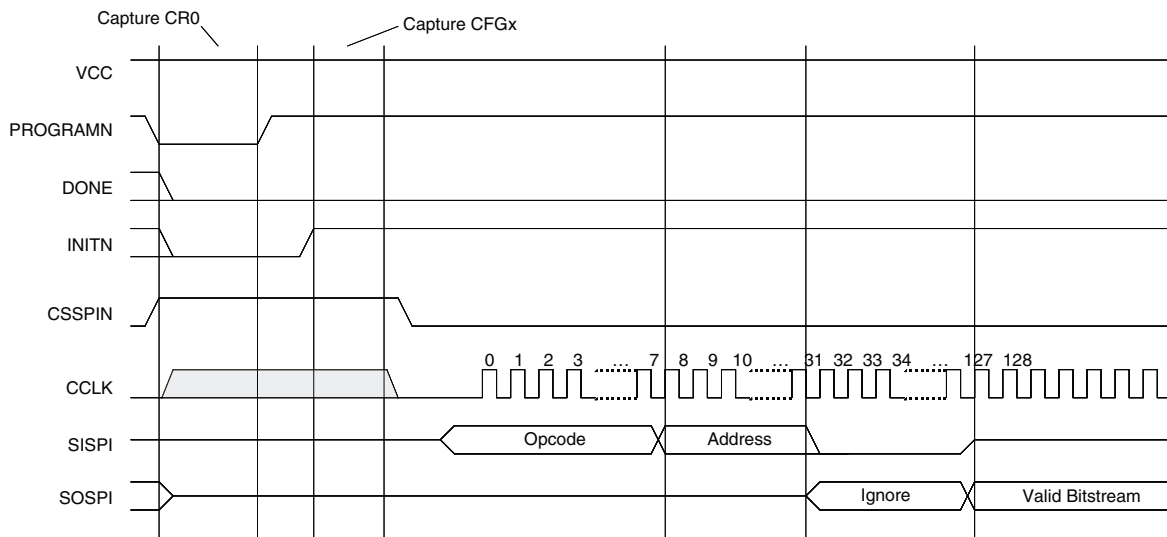 Capture CR0
Capture CFGx
VCC
PROGRAMN
DONE
INITN
CSSPIN
0 1 2 3 ... 7 8 9 10 ... 31 32 33 34 ... 127 128
CCLK
SISPI Opcode Address
SOSPI Ignore Valid Bitstream